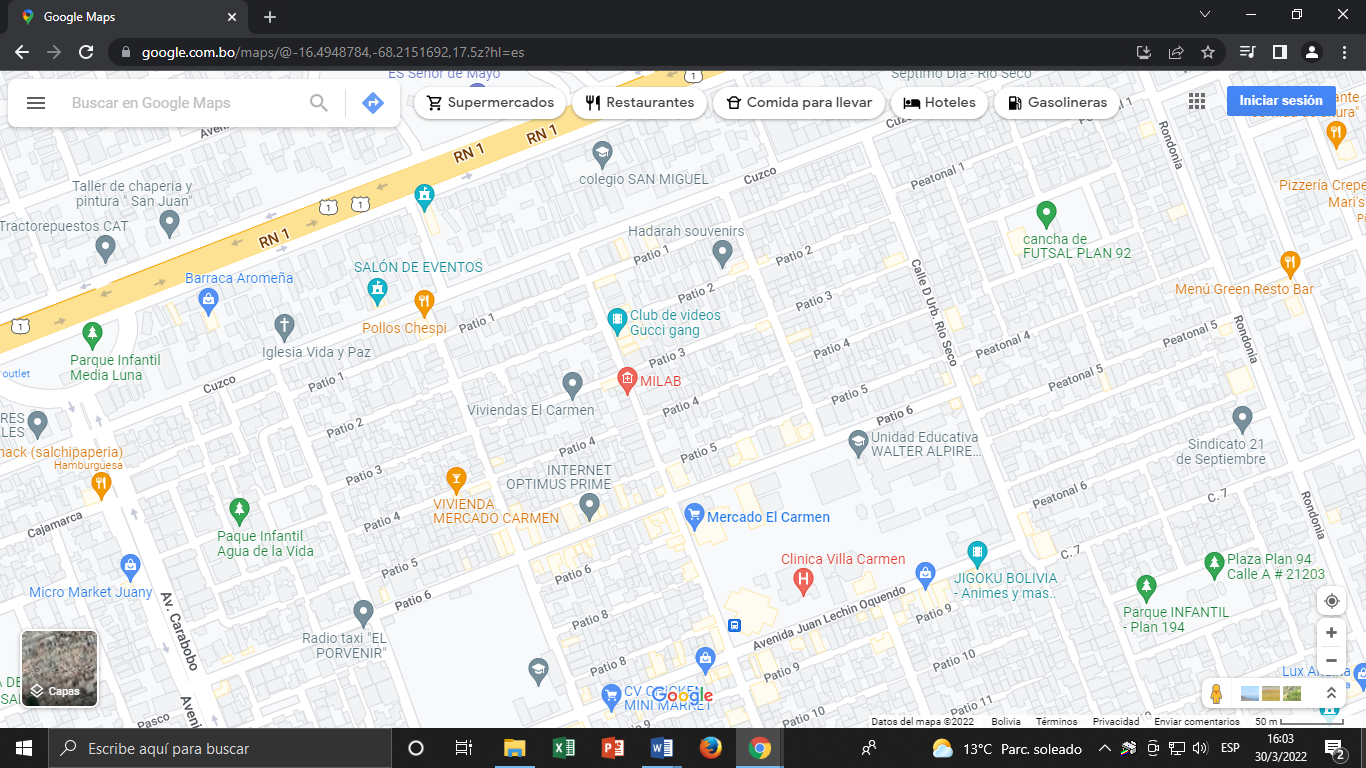 Google Maps
google.com.bo/maps/@-16.4948784,-68.2151692,17.5z?hl=es
ES Señor de Mayo
1
Séptimo Día - Río Seco
Buscar en Google Maps
Supermercados
Restaurantes
Comida para llevar
Hoteles
Gasolineras
Iniciar sesión
RN 1
RN 1
colegio SAN MIGUEL
Cuzco
Peatonal 1
Rondonia
Taller de chaperia y
pintura " San Juan"
Tractorepuestos CAT
1
1
RN 1
Pizzería Crepe
Mari's
cancha de
FUTSAL PLAN 92
Hadarah souvenirs
Patio 1
Patio 2
SALÓN DE EVENTOS
Barraca Aromeña
Calle D Urb. Rio Seco
Menú Green Resto Bar
Patio 2
Patio 3
Club de videos
Gucci gang
1
Pollos Chespi
Patio 1
Iglesia Vida y Paz
Patio 3
Patio 4
Peatonal 4
Peatonal 5
Rondonia
Parque Infantil
Media Luna
outlet
Cuzco
Patio 1
MILAB
Peatonal 5
Viviendas El Carmen
Patio 4
Patio 5
Patio 6
RES
LES
Patio 2
Patio 4
Patio 5
Unidad Educativa
WALTER ALPIRE...
Sindicato 21
de Septiembre
nack (salchipaperia)
Hamburguesa
Patio 3
INTERNET
OPTIMUS PRIME
VIVIENDA
MERCADO CARMEN
Peatonal 6
C. 7
Rondonia
Cajamarca
Patio 4
Mercado El Carmen
Paque Infantil
Agua de la Vida
Clinica Villa Carmen
C. 7
Plaza Plan 94
Calle A # 21203
Micro Market Juany
Patio 5
Patio 6
Patio 6
JIGOKU BOLIVIA
- Animes y mas..
Av. Carabobo
Patio 8
Avenida Juan Lechin Oquendo
Patio 9
Parque INFANTIL
- Plan 194
Radio taxi "EL
PORVENIR"
Patio 8
Patio 9
Patio 10
Lux Andina
Capas
A DE
SAL
Pasco
CV CHICKEN
MINI MARKET
Google
Patio 10
Patio 11
Datos del mapa ©2022 Bolivia Términos Privacidad Enviar comentarios 50 m
Escribe aquí para buscar
13°C Parc. soleado
ESP
16:03
30/3/2022
2